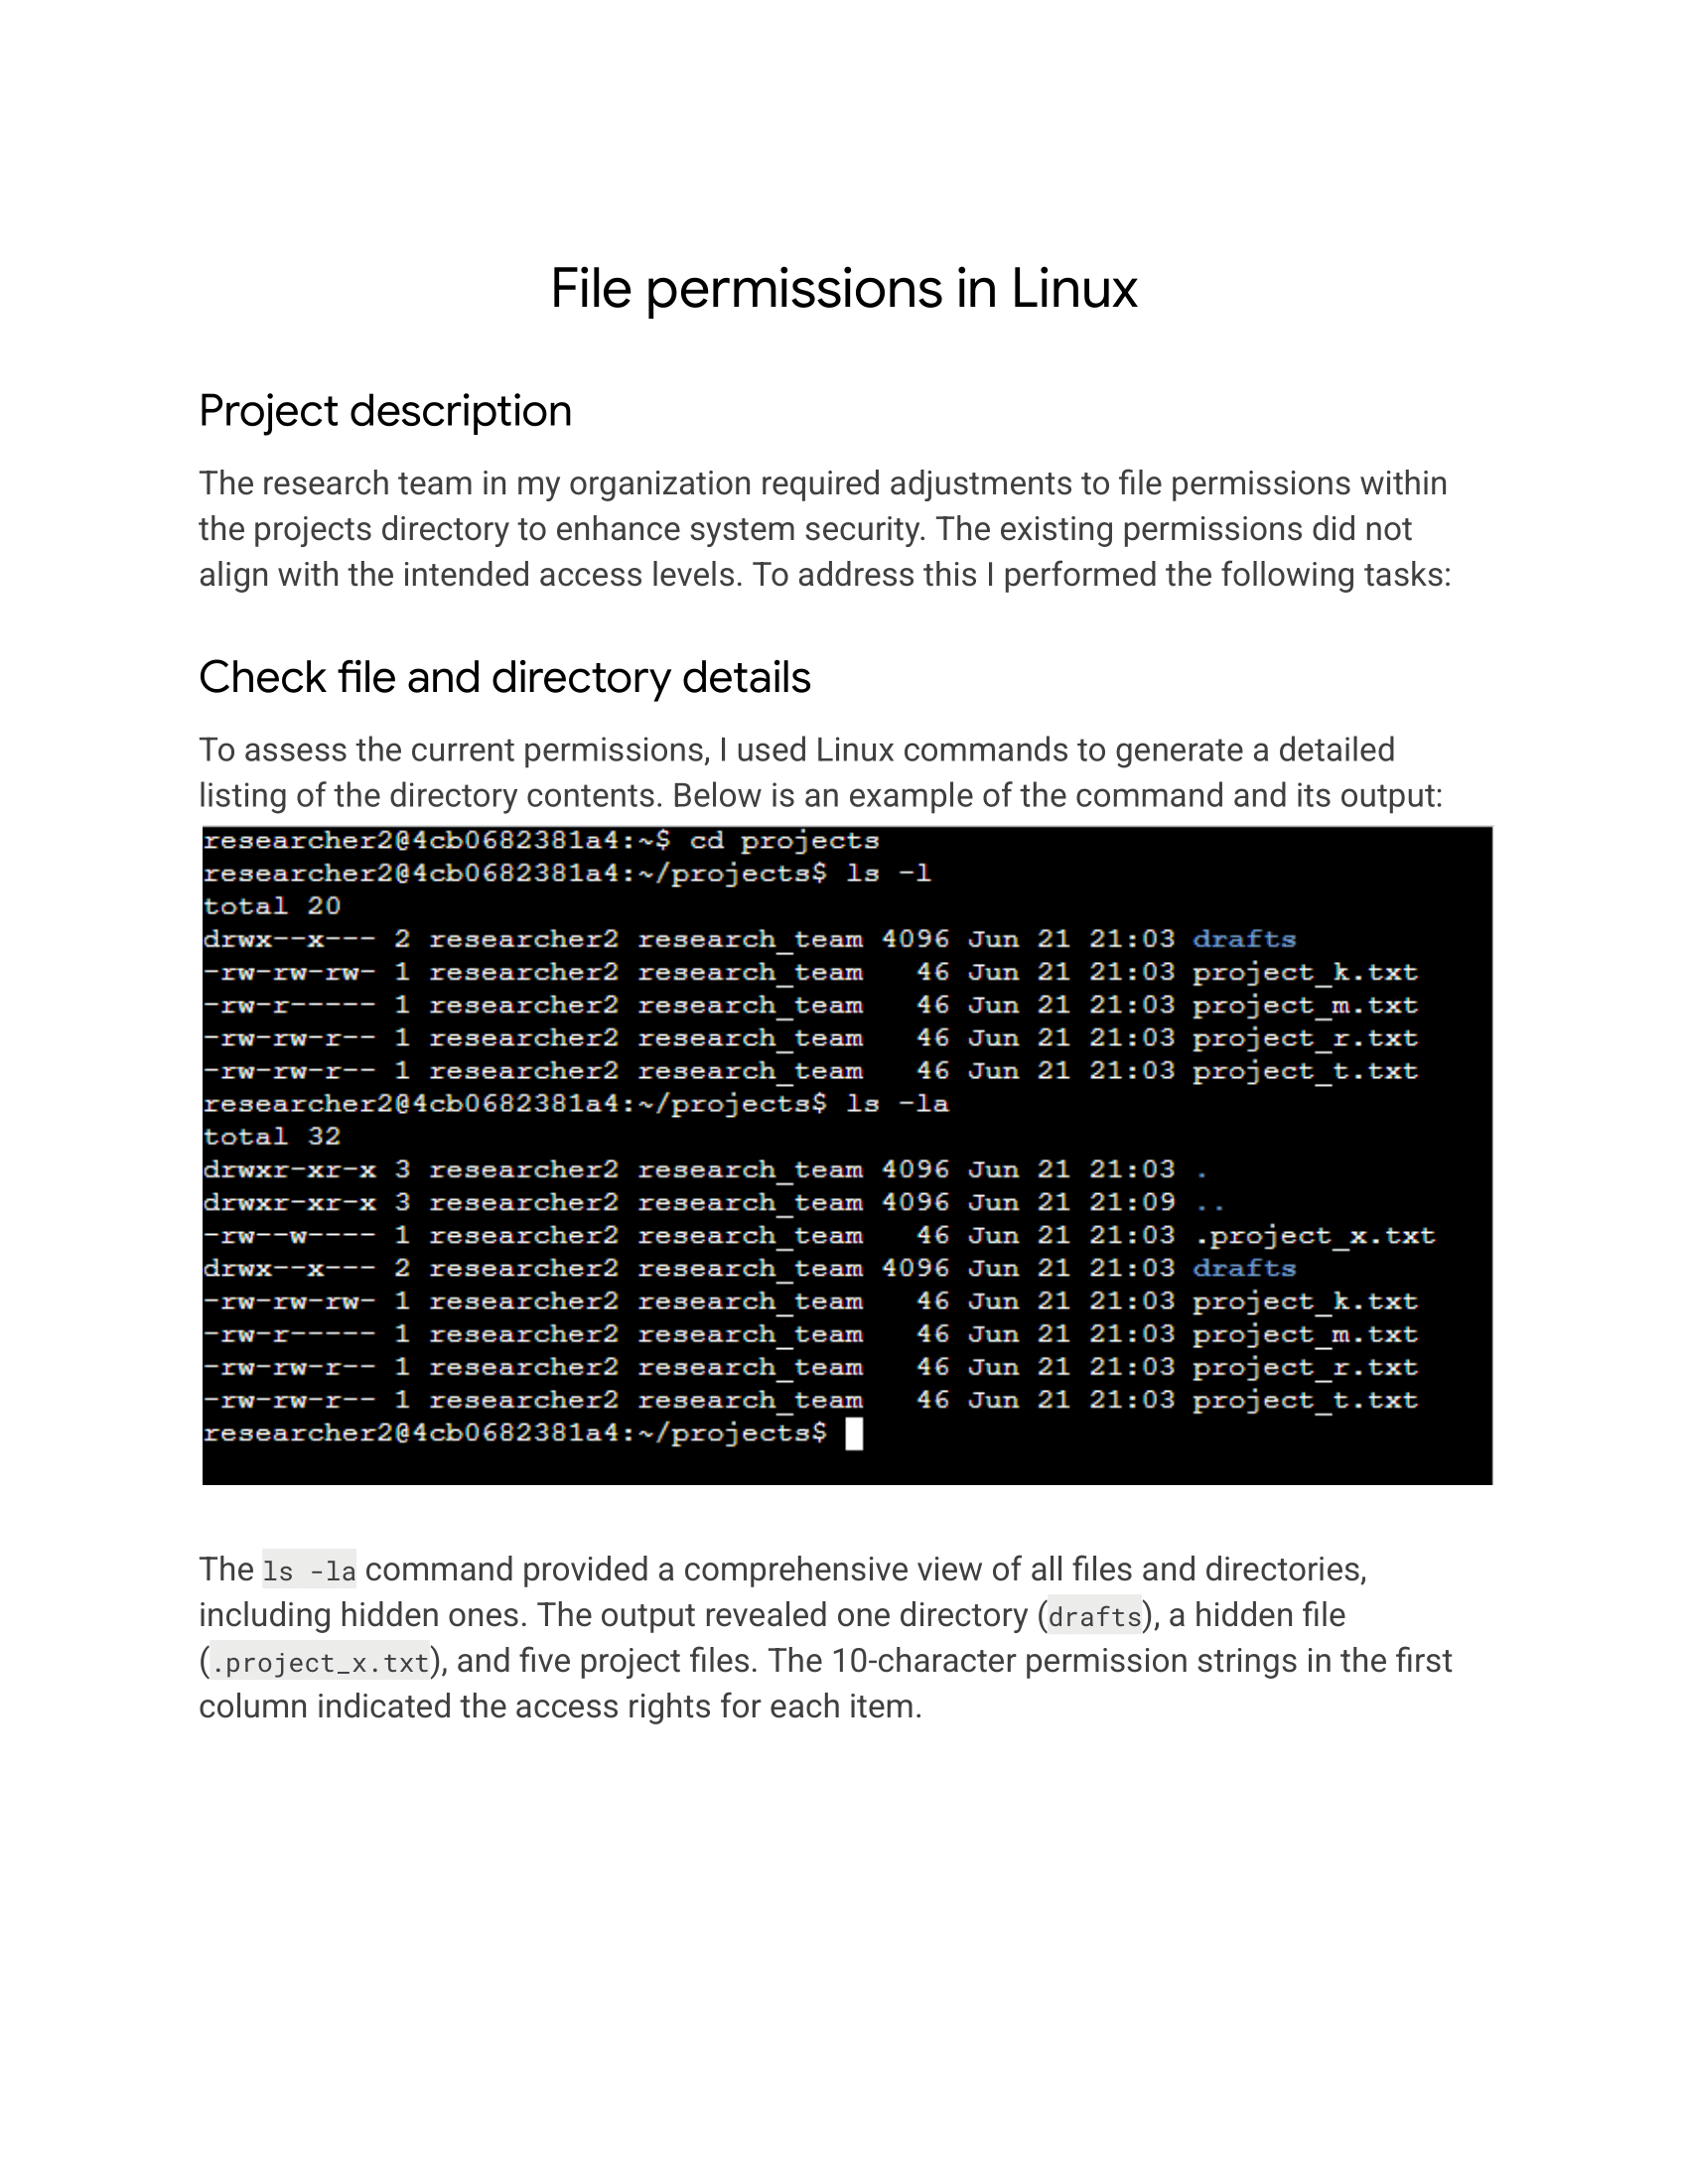 File permissions in Linux
Project description
The research team in my organization required adjustments to file permissions within
the projects directory to enhance system security. The existing permissions did not
align with the intended access levels. To address this I performed the following tasks:
Check file and directory details
To assess the current permissions, I used Linux commands to generate a detailed
listing of the directory contents. Below is an example of the command and its output:
researcher2@4cb0682381a4:~$ cd projects
researcher2@4cb0682381a4:~/projects$ ls -l
total 20
drwx--x--- 2 researcher2 research_team 4096 Jun 21 21:03 drafts
-rw-rw-rw- 1 researcher2 research_team   46 Jun 21 21:03 project_k.txt
-rw-r----- 1 researcher2 research_team   46 Jun 21 21:03 project_m.txt
-rw-rw-r-- 1 researcher2 research_team   46 Jun 21 21:03 project_r.txt
-rw-rw-r-- 1 researcher2 research_team   46 Jun 21 21:03 project_t.txt
researcher2@4cb0682381a4:~/projects$ ls -la
total 32
drwxr-xr-x 3 researcher2 research_team 4096 Jun 21 21:03 .
drwxr-xr-x 3 researcher2 research_team 4096 Jun 21 21:09 ..
-rw--w---- 1 researcher2 research_team   46 Jun 21 21:03 .project_x.txt
drwx--x--- 2 researcher2 research_team 4096 Jun 21 21:03 drafts
-rw-rw-rw- 1 researcher2 research_team   46 Jun 21 21:03 project_k.txt
-rw-r----- 1 researcher2 research_team   46 Jun 21 21:03 project_m.txt
-rw-rw-r-- 1 researcher2 research_team   46 Jun 21 21:03 project_r.txt
-rw-rw-r-- 1 researcher2 research_team   46 Jun 21 21:03 project_t.txt
researcher2@4cb0682381a4:~/projects$
The ls -la command provided a comprehensive view of all files and directories,
including hidden ones. The output revealed one directory (drafts), a hidden file
(.project_x.txt), and five project files. The 10-character permission strings in the first
column indicated the access rights for each item.